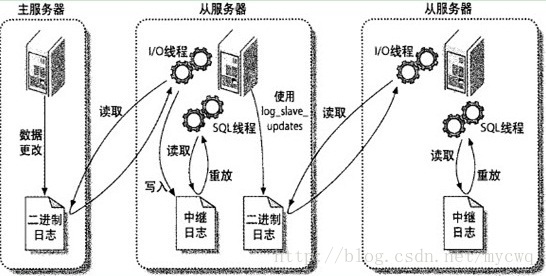 主服务器
从服务器
从服务器
I/O线程
I/O线程
读取
使用
log_slave_
updates
读取
数据
更改
SQL线程
SQL线程
读取
重放
读取
重放
写入
二进制
日志
中继
日志
二进制
日志
中继
日志
http://blog.csdn.net/mycwq